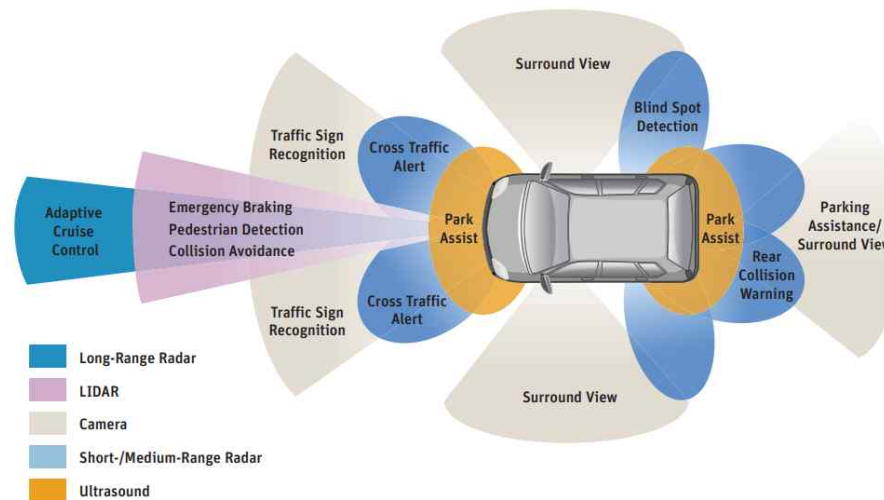 Surround View
Blind Spot
Detection
Traffic Sign
Recognition
Cross Traffic
Alert
Adaptive
Cruise
Control
Emergency Braking
Pedestrian Detection
Collision Avoidance
Park
Assist
Park
Assist
Parking
Assistance/
Surround View
Rear
Collision
Warning
Cross Traffic
Alert
Traffic Sign
Recognition
Surround View
Long-Range Radar
LIDAR
Camera
Short-/Medium-Range Radar
Ultrasound